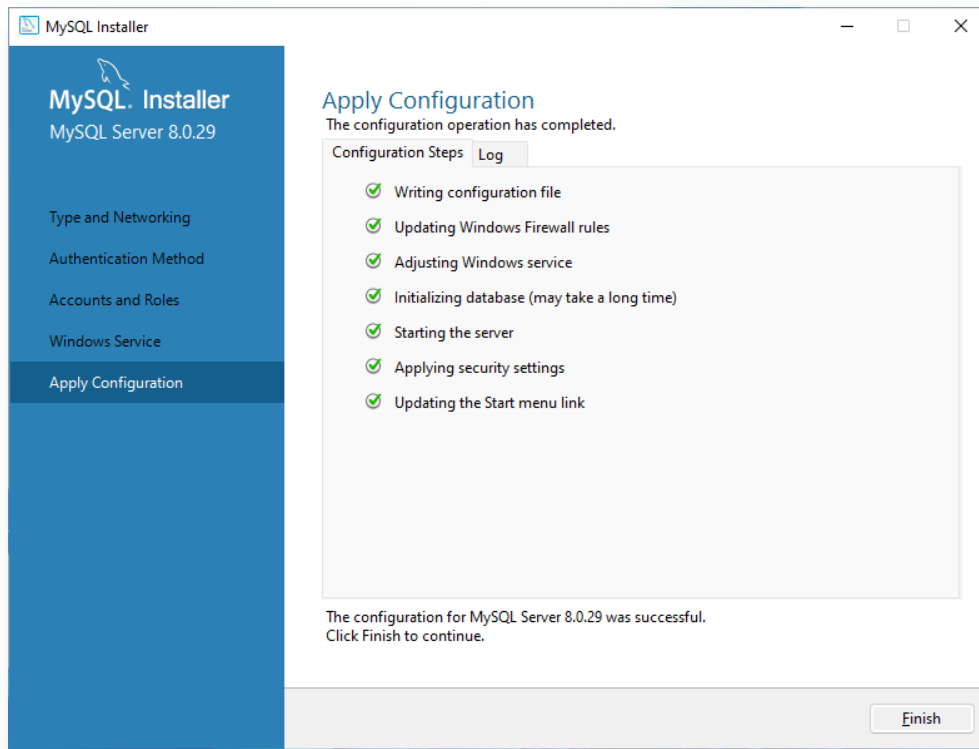 MySQL Installer
MySQL. Installer
MySQL Server 8.0.29
Type and Networking
Authentication Method
Accounts and Roles
Windows Service
Apply Configuration
Apply Configuration
The configuration operation has completed.
Configuration Steps Log
Writing configuration file
Updating Windows Firewall rules
Adjusting Windows service
Initializing database (may take a long time)
Starting the server
Applying security settings
Updating the Start menu link
The configuration for MySQL Server 8.0.29 was successful.
Click Finish to continue.
Finish